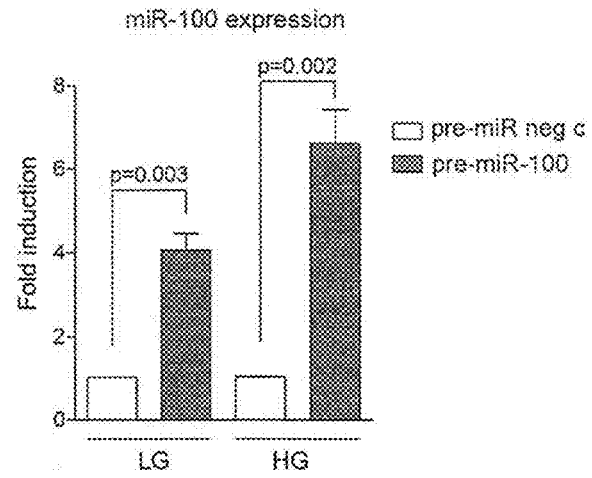 miR-100 expression
p=0.002
p=0.003
pre-miR neg c
pre-miR-100
Fold induction
8
6
4
2
0
LG
HG